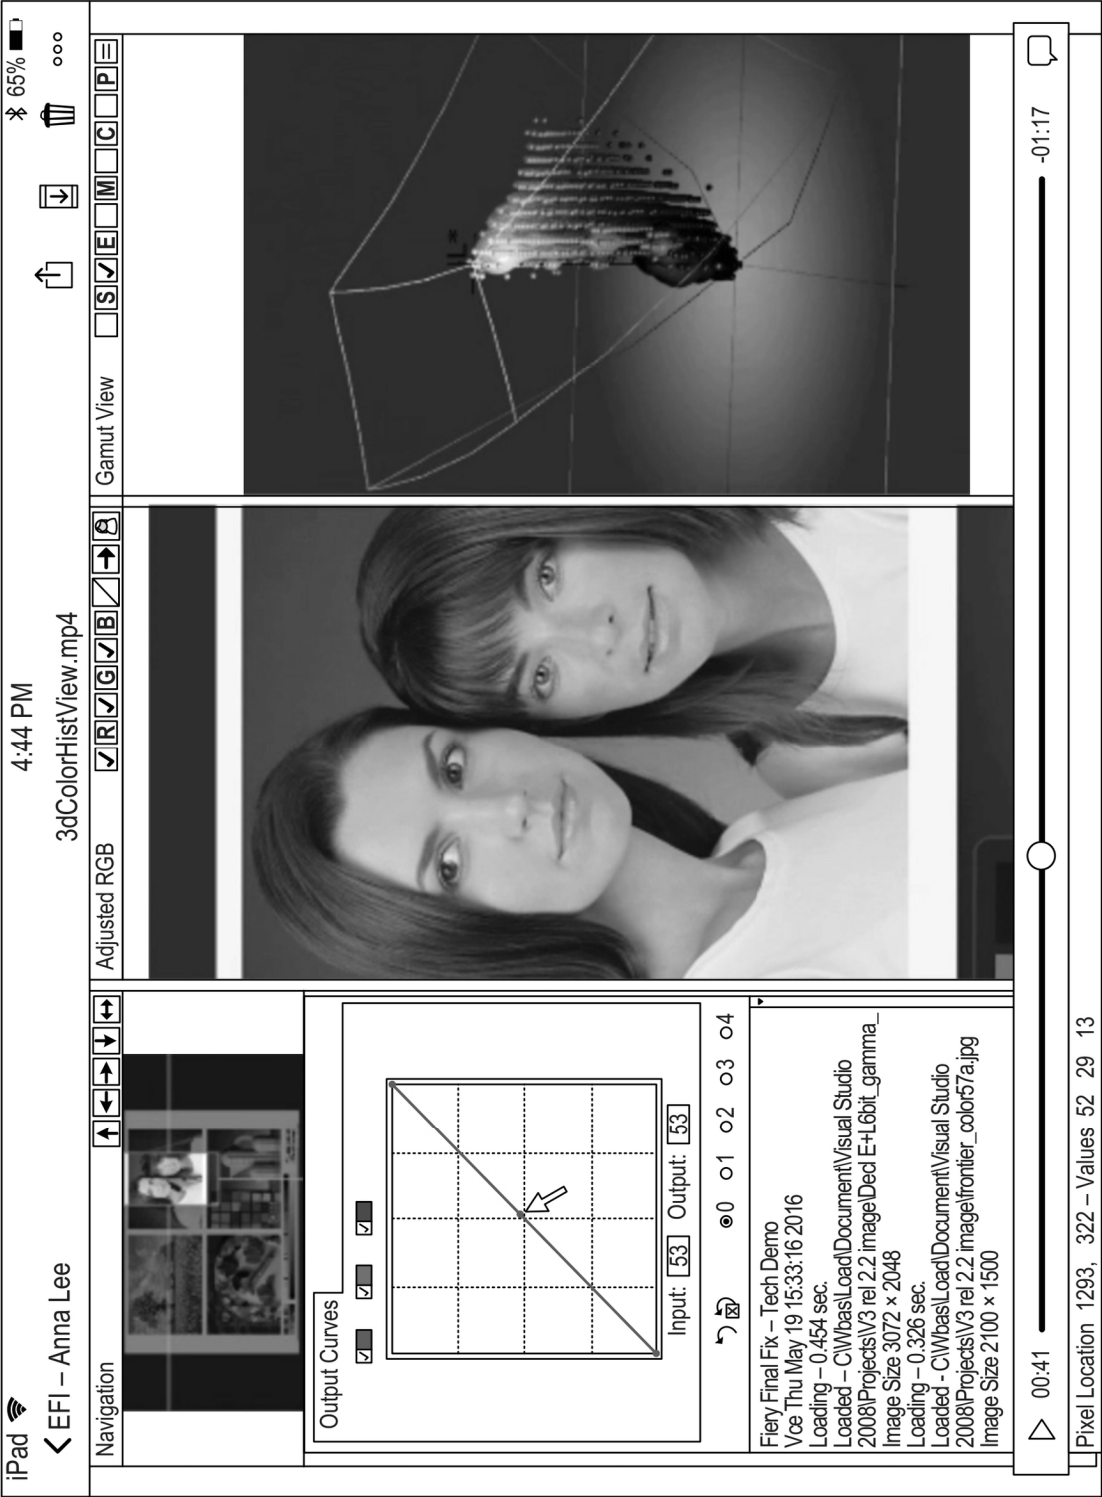 iPad
4:44 PM
65%
EFI – Anna Lee
3dColorHistView.mp4
Navigation
Adjusted RGB
R G B
Gamut View
S E M C P
Output Curves
Input: 53 Output: 53
0 1 2 3 4
Fiery Final Fix – Tech Demo
Vce Thu May 19 15:33:16 2016
Loading – 0.454 sec.
Loaded – C\Wbas\Load\Document\Visual Studio
2008\Projects\V3 rel 2.2 image\Ded E+L6bit_gamma_
Image Size 3072 × 2048
Loading – 0.326 sec.
Loaded - C\Wbas\Load\Document\Visual Studio
2008\Projects\V3 rel 2.2 image\frontier_color57a.jpg
Image Size 2100 × 1500
00:41
-01:17
Pixel Location 1293, 322 – Values 52 29 13